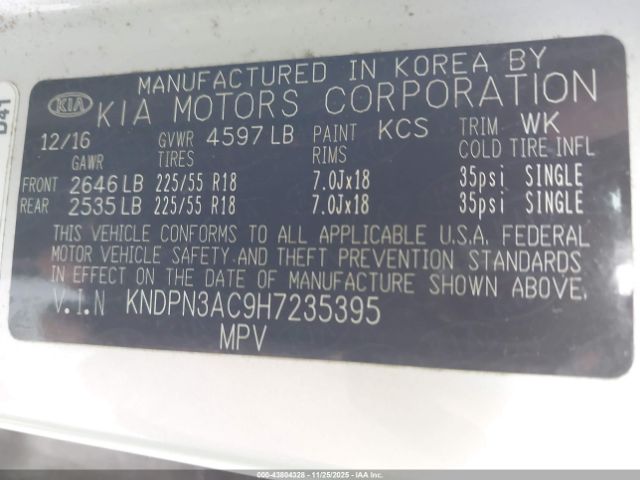 MANUFACTURED IN KOREA BY
KIA KIA MOTORS CORPORATION
12/16 GVWR 4597 LB PAINT KCS TRIM WK
GAWR TIRES RIMS COLD TIRE INFL
FRONT 2646 LB 225/55 R18 7.0Jx18 35psi SINGLE
REAR 2535 LB 225/55 R18 7.0Jx18 35psi SINGLE
THIS VEHICLE CONFORMS TO ALL APPLICABLE U.S.A. FEDERAL
MOTOR VEHICLE SAFETY AND THEFT PREVENTION STANDARDS
IN EFFECT ON THE DATE OF MANUFACTURE SHOWN ABOVE.
V.I.N KNDPN3AC9H7235395
MPV
D41
© IAA - 43804328 - 11/25/2025 - CLICKABLE